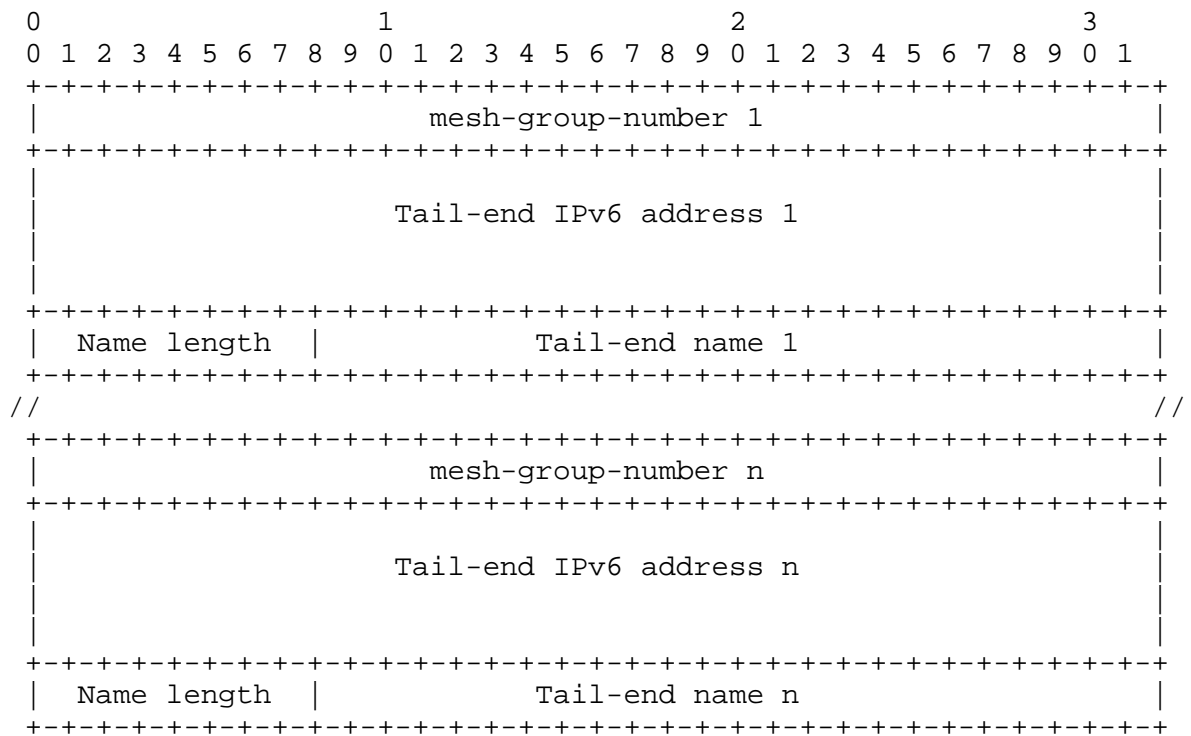 0                   1                   2                   3
 0 1 2 3 4 5 6 7 8 9 0 1 2 3 4 5 6 7 8 9 0 1 2 3 4 5 6 7 8 9 0 1
 +-+-+-+-+-+-+-+-+-+-+-+-+-+-+-+-+-+-+-+-+-+-+-+-+-+-+-+-+-+-+-+-+
 |                      mesh-group-number 1                      |
 +-+-+-+-+-+-+-+-+-+-+-+-+-+-+-+-+-+-+-+-+-+-+-+-+-+-+-+-+-+-+-+-+
 |                                                               |
 |                    Tail-end IPv6 address 1                    |
 |                                                               |
 |                                                               |
 +-+-+-+-+-+-+-+-+-+-+-+-+-+-+-+-+-+-+-+-+-+-+-+-+-+-+-+-+-+-+-+-+
 |  Name length  |            Tail-end name 1                    |
 +-+-+-+-+-+-+-+-+-+-+-+-+-+-+-+-+-+-+-+-+-+-+-+-+-+-+-+-+-+-+-+-+
//                                                               //
 +-+-+-+-+-+-+-+-+-+-+-+-+-+-+-+-+-+-+-+-+-+-+-+-+-+-+-+-+-+-+-+-+
 |                      mesh-group-number n                      |
 +-+-+-+-+-+-+-+-+-+-+-+-+-+-+-+-+-+-+-+-+-+-+-+-+-+-+-+-+-+-+-+-+
 |                                                               |
 |                    Tail-end IPv6 address n                    |
 |                                                               |
 |                                                               |
 +-+-+-+-+-+-+-+-+-+-+-+-+-+-+-+-+-+-+-+-+-+-+-+-+-+-+-+-+-+-+-+-+
 |  Name length  |            Tail-end name n                    |
 +-+-+-+-+-+-+-+-+-+-+-+-+-+-+-+-+-+-+-+-+-+-+-+-+-+-+-+-+-+-+-+-+